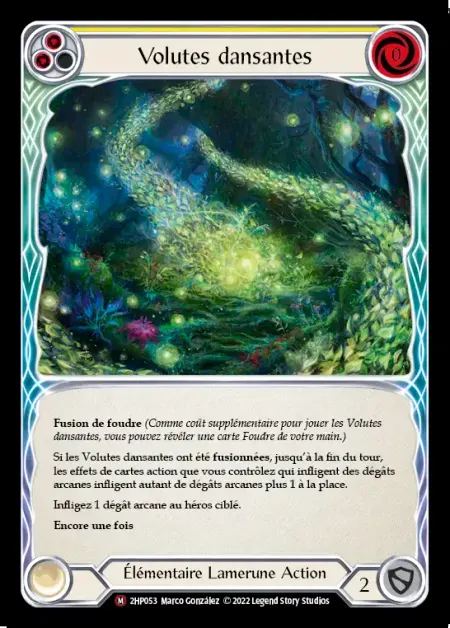 Volutes dansantes
0
Fusion de foudre (Comme coût supplémentaire pour jouer les Volutes
dansantes, vous pouvez révéler une carte Foudre de votre main.)
Si les Volutes dansantes ont été fusionnées, jusqu'à la fin du tour,
les effets de cartes action que vous contrôlez qui infligent des dégâts
arcanes infligent autant de dégâts arcanes plus 1 à la place.
Infligez 1 dégât arcane au héros ciblé.
Encore une fois
Élémentaire Lamerune Action
2
M 2HP053 Marco González © 2022 Legend Story Studios